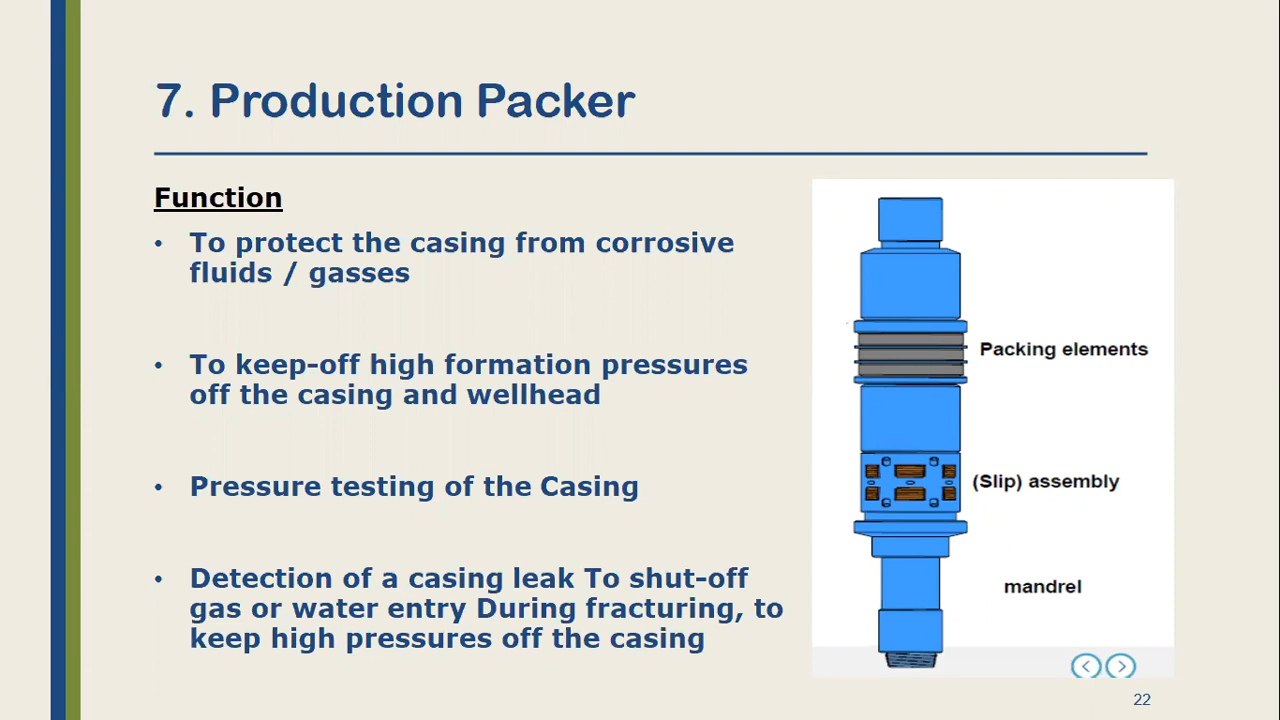 7. Production Packer
Function
• To protect the casing from corrosive
fluids / gasses
• To keep-off high formation pressures
off the casing and wellhead
• Pressure testing of the Casing
• Detection of a casing leak To shut-off
gas or water entry During fracturing, to
keep high pressures off the casing
Packing elements
(Slip) assembly
mandrel
22